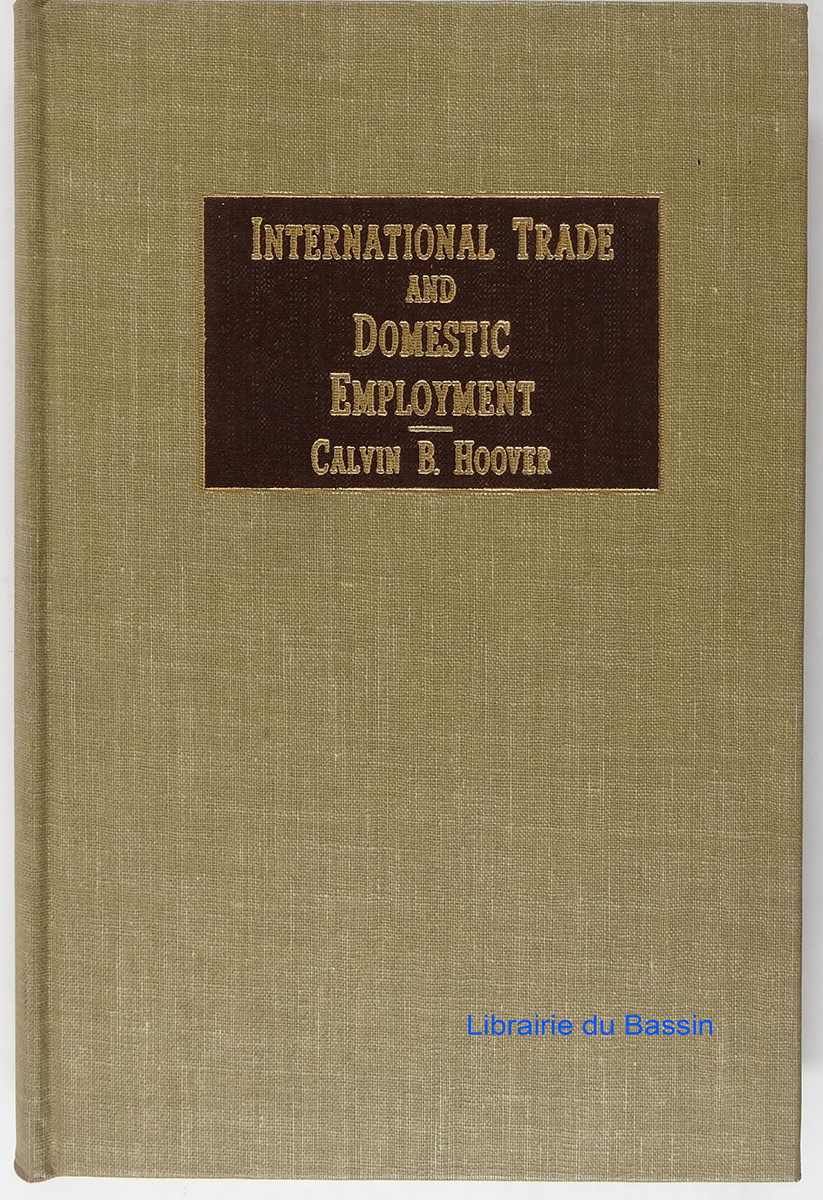 INTERNATIONAL TRADE
AND
DOMESTIC
EMPLOYMENT
CALVIN B. HOOVER
Librairie du Bassin